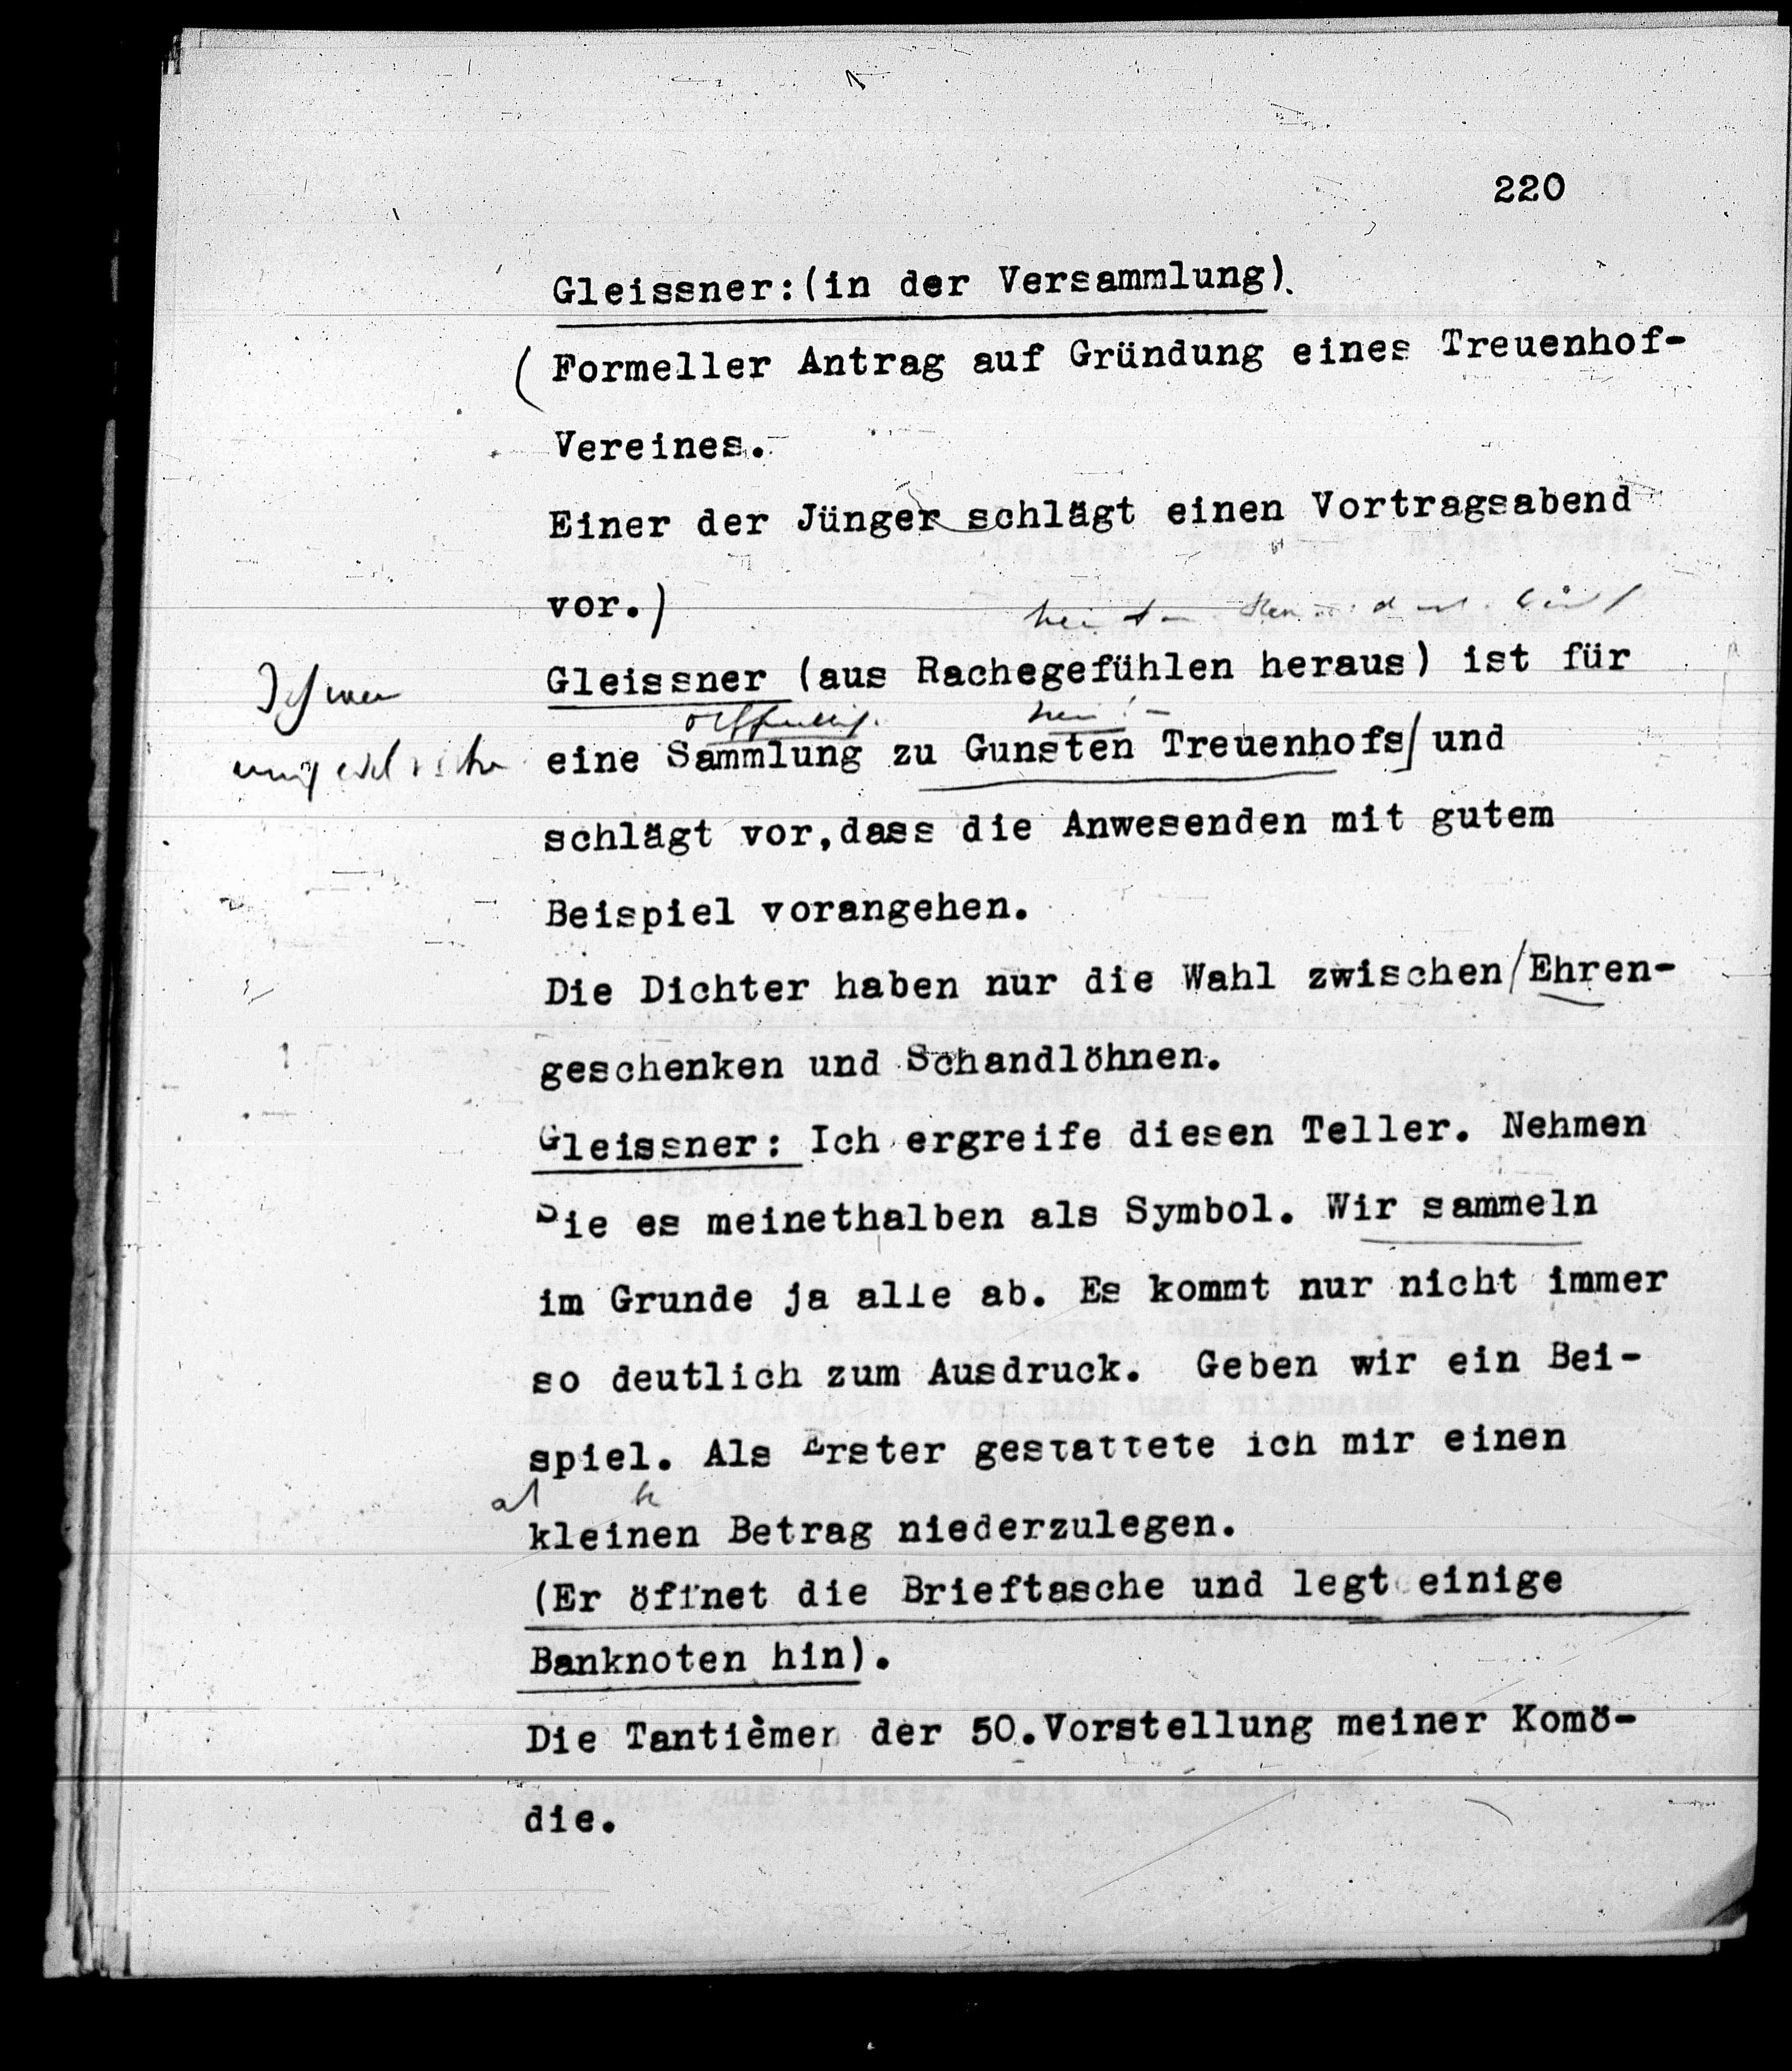 220
Gleissner:(in der Versammlung).
(Formeller Antrag auf Gründung eines Treuenhof-
Vereines.
Einer der Jünger schlägt einen Vortragsabend
vor.)
Gleissner (aus Rachegefühlen heraus) ist für
eine Sammlung zu Gunsten Treuenhofs/ und
schlägt vor,dass die Anwesenden mit gutem
Beispiel vorangehen.
Die Dichter haben nur die Wahl zwischen/Ehren-
geschenken und Schandlöhnen.
Gleissner: Ich ergreife diesen Teller. Nehmen
Sie es meinethalben als Symbol. Wir sammeln
im Grunde ja alle ab. Es kommt nur nicht immer
so deutlich zum Ausdruck. Geben wir ein Bei-
spiel. Als Erster gestattete ich mir einen
kleinen Betrag niederzulegen.
(Er öffnet die Brieftasche und legt einige
Banknoten hin).
Die Tantièmen der 50.Vorstellung meiner Komö-
die.